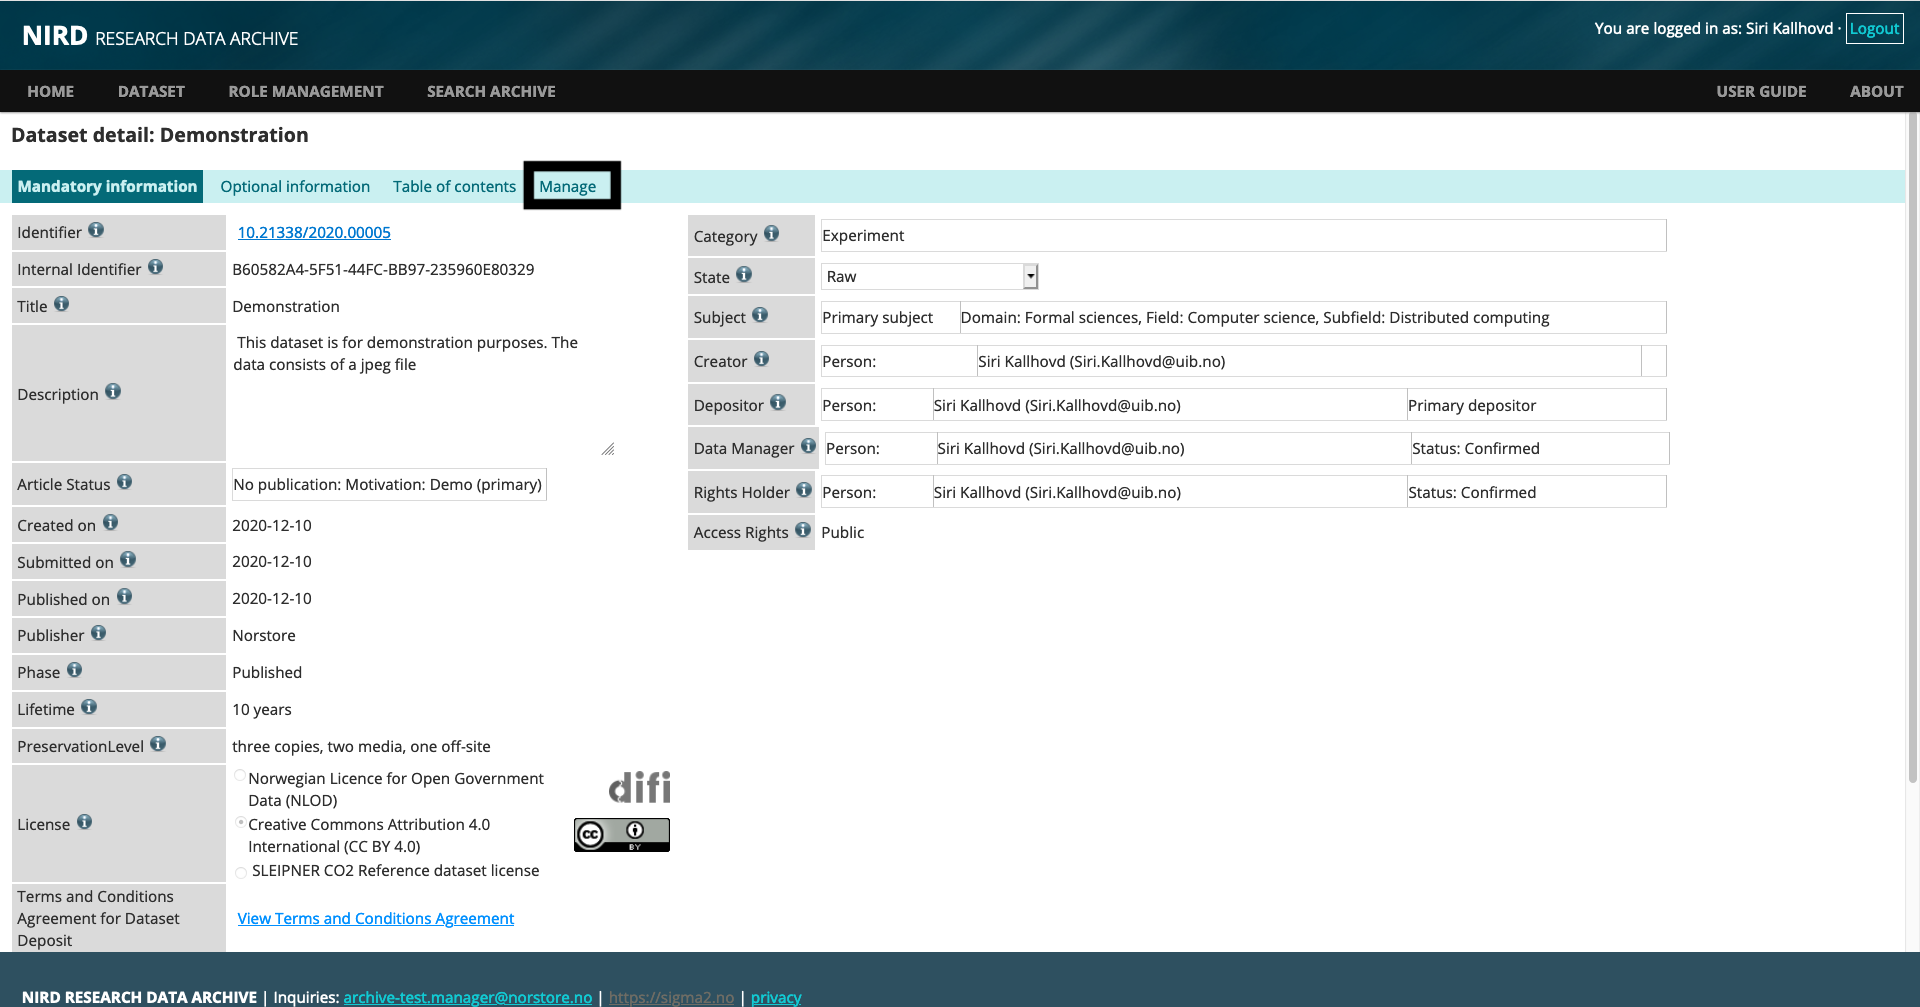 NIRD RESEARCH DATA ARCHIVE
You are logged in as: Siri Kallhovd · Logout
HOME DATASET ROLE MANAGEMENT SEARCH ARCHIVE USER GUIDE ABOUT
Dataset detail: Demonstration
Mandatory information Optional information Table of contents Manage
Identifier 10.21338/2020.00005
Internal Identifier B60582A4-5F51-44FC-BB97-235960E80329
Title Demonstration
Description This dataset is for demonstration purposes. The
data consists of a jpeg file
Article Status No publication: Motivation: Demo (primary)
Created on 2020-12-10
Submitted on 2020-12-10
Published on 2020-12-10
Publisher Norstore
Phase Published
Lifetime 10 years
PreservationLevel three copies, two media, one off-site
License
Norwegian Licence for Open Government
Data (NLOD)
difi
Creative Commons Attribution 4.0
International (CC BY 4.0)
cc BY
SLEIPNER CO2 Reference dataset license
Terms and Conditions
Agreement for Dataset
Deposit
View Terms and Conditions Agreement
Category Experiment
State Raw
Subject Primary subject Domain: Formal sciences, Field: Computer science, Subfield: Distributed computing
Creator Person: Siri Kallhovd (Siri.Kallhovd@uib.no)
Depositor Person: Siri Kallhovd (Siri.Kallhovd@uib.no) Primary depositor
Data Manager Person: Siri Kallhovd (Siri.Kallhovd@uib.no) Status: Confirmed
Rights Holder Person: Siri Kallhovd (Siri.Kallhovd@uib.no) Status: Confirmed
Access Rights Public
NIRD RESEARCH DATA ARCHIVE | Inquiries: archive-test.manager@norstore.no | https://sigma2.no | privacy